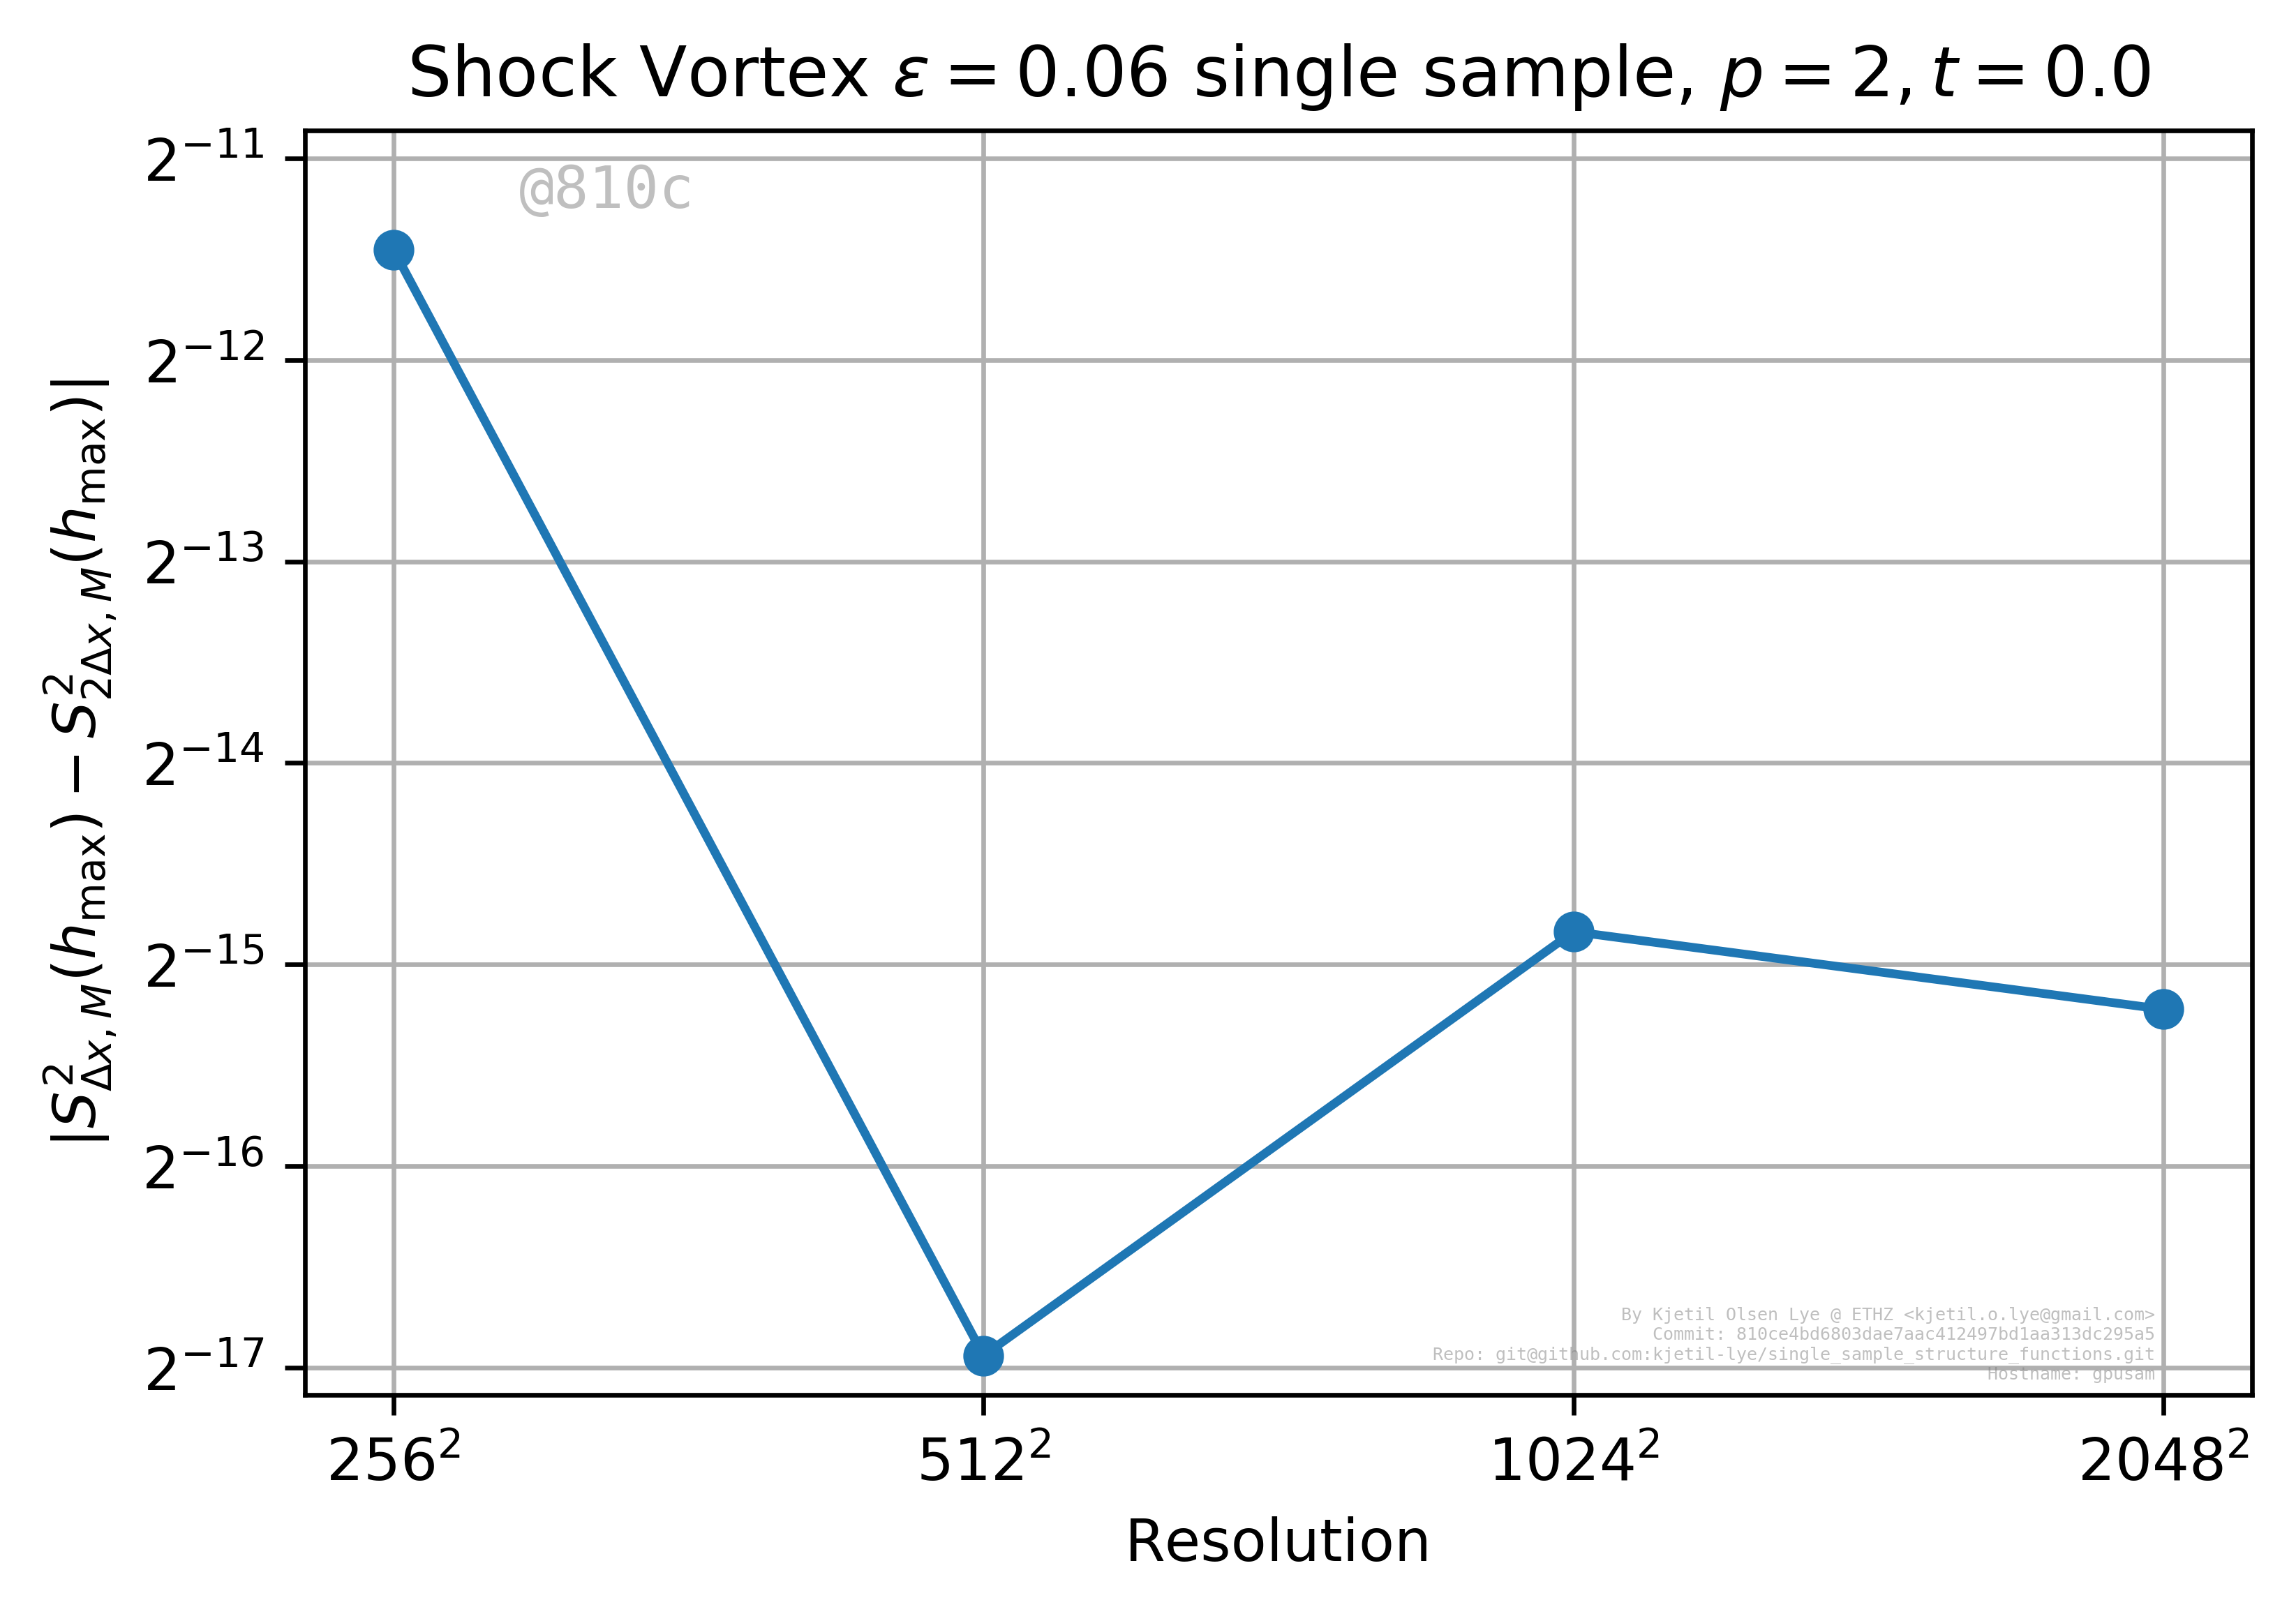 Shock Vortex ε = 0.06 single sample, p = 2, t = 0.0
|S²_{Δx,M}(h_max) − S²_{2Δx,M}(h_max)|
2⁻¹¹
2⁻¹²
2⁻¹³
2⁻¹⁴
2⁻¹⁵
2⁻¹⁶
2⁻¹⁷
@810c
By Kjetil Olsen Lye @ ETHZ <kjetil.o.lye@gmail.com>
Commit: 810ce4bd6803dae7aac412497bd1aa313dc295a5
Repo: git@github.com:kjetil-lye/single_sample_structure_functions.git
Hostname: gpusam
256² 512² 1024² 2048²
Resolution